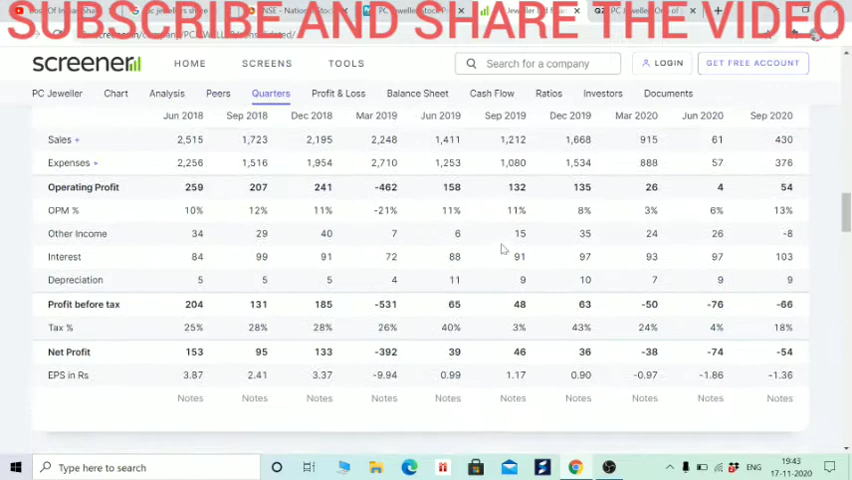 SUBSCRIBE AND SHARE THE VIDEO
screener
HOME
SCREENS
TOOLS
Search for a company
LOGIN
GET FREE ACCOUNT
PC Jeweller Chart Analysis Peers Quarters Profit & Loss Balance Sheet Cash Flow Ratios Investors Documents
Jun 2018 Sep 2018 Dec 2018 Mar 2019 Jun 2019 Sep 2019 Dec 2019 Mar 2020 Jun 2020 Sep 2020
Sales + 2,515 1,723 2,195 2,248 1,411 1,212 1,668 915 61 430
Expenses 2,256 1,516 1,954 2,710 1,253 1,080 1,534 888 57 376
Operating Profit 259 207 241 -462 158 132 135 26 4 54
OPM % 10% 12% 11% -21% 11% 11% 8% 3% 6% 13%
Other Income 34 29 40 7 6 15 35 24 26 -8
Interest 84 99 91 72 88 91 97 93 97 103
Depreciation 5 5 5 4 11 9 10 7 9 9
Profit before tax 204 131 185 -531 65 48 63 -50 -76 -66
Tax % 25% 28% 28% 26% 40% 3% 43% 24% 4% 18%
Net Profit 153 95 133 -392 39 46 36 -38 -74 -54
EPS in Rs 3.87 2.41 3.37 -9.94 0.99 1.17 0.90 -0.97 -1.86 -1.36
Notes Notes Notes Notes Notes Notes Notes Notes Notes Notes
Type here to search
ENG
19:43
17-11-2020